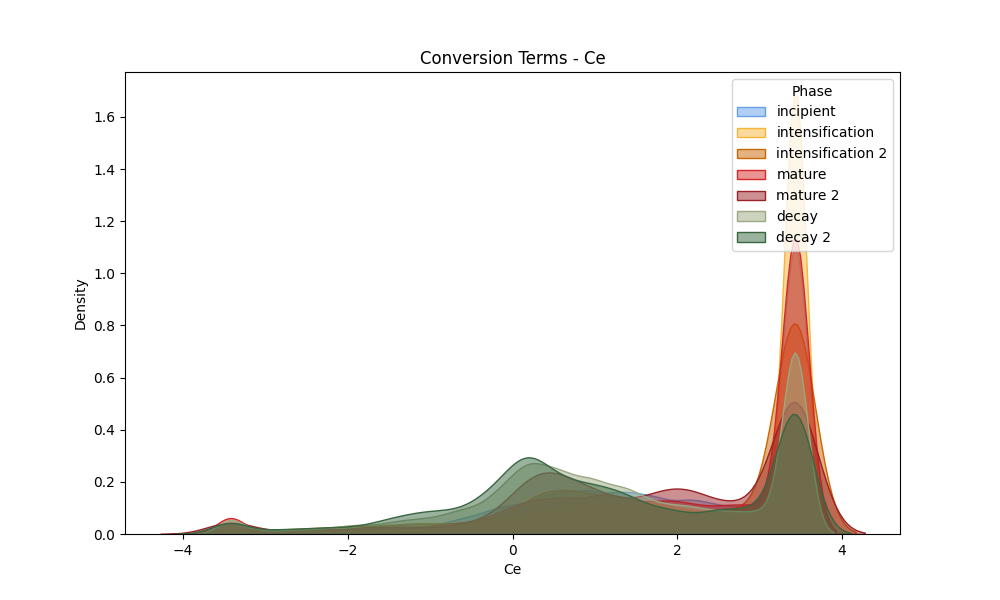 Conversion Terms - Ce
Phase
incipient
intensification
intensification 2
mature
mature 2
decay
decay 2
Density
1.6
1.4
1.2
1.0
0.8
0.6
0.4
0.2
0.0
−4
−2
0
2
4
Ce